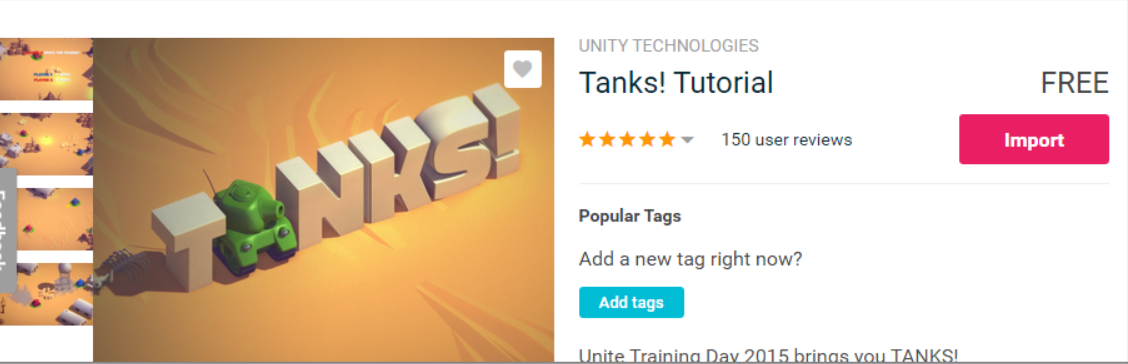 UNITY TECHNOLOGIES
Tanks! Tutorial
FREE
150 user reviews
Import
Popular Tags
Add a new tag right now?
Add tags
Unite Training Day 2015 brings you TANKS!
TANKS!
Feedback